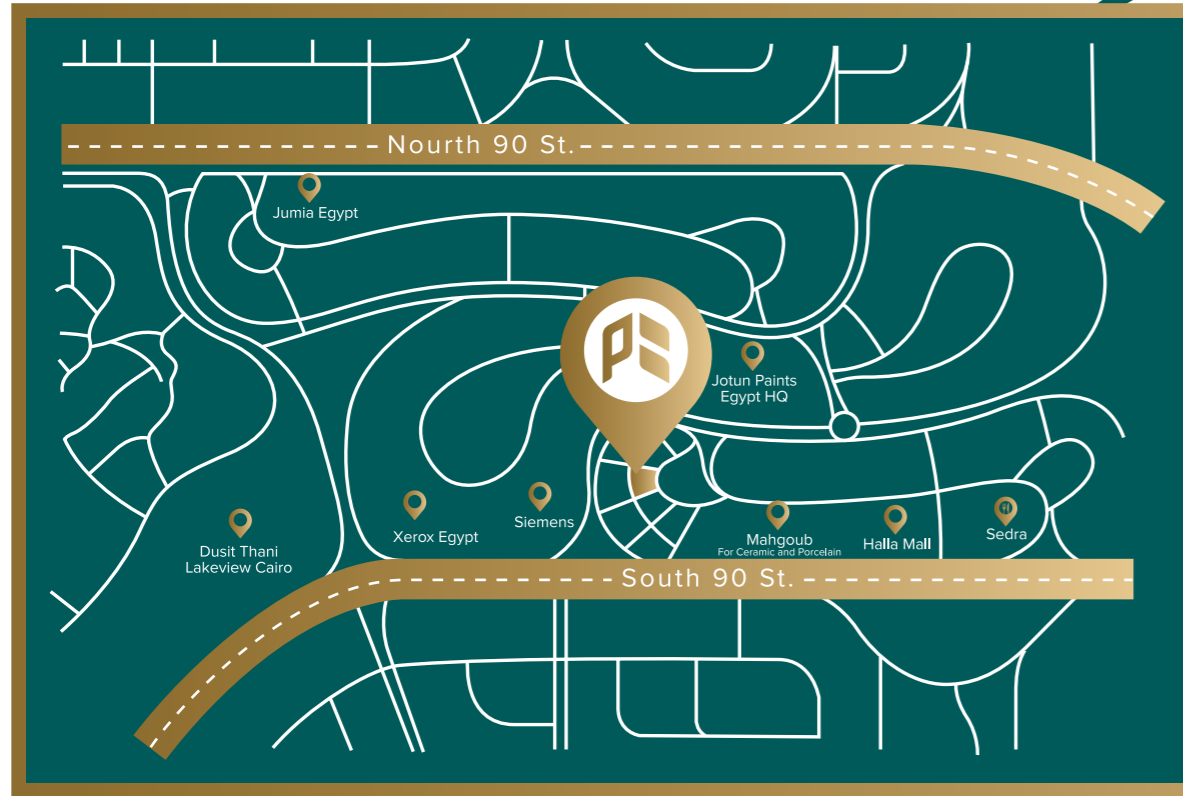 Nourth 90 St.
Jumia Egypt
Jotun Paints
Egypt HQ
Siemens
Xerox Egypt
Dusit Thani
Lakeview Cairo
Mahgoub
For Ceramic and Porcelain
Halla Mall
Sedra
South 90 St.